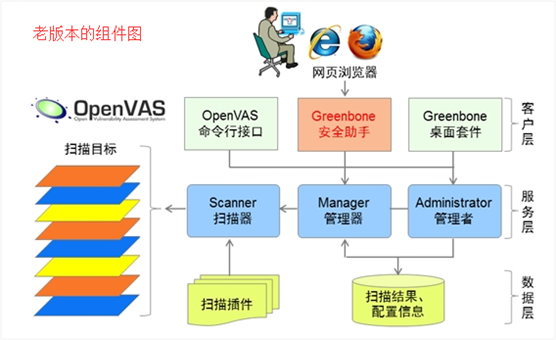 老版本的组件图
网页浏览器
OpenVAS
Open Vulnerability Assessment System
OpenVAS
命令行接口
Greenbone
安全助手
Greenbone
桌面套件
客户层
扫描目标
Scanner
扫描器
Manager
管理器
Administrator
管理者
服务层
扫描插件
扫描结果、
配置信息
数据层